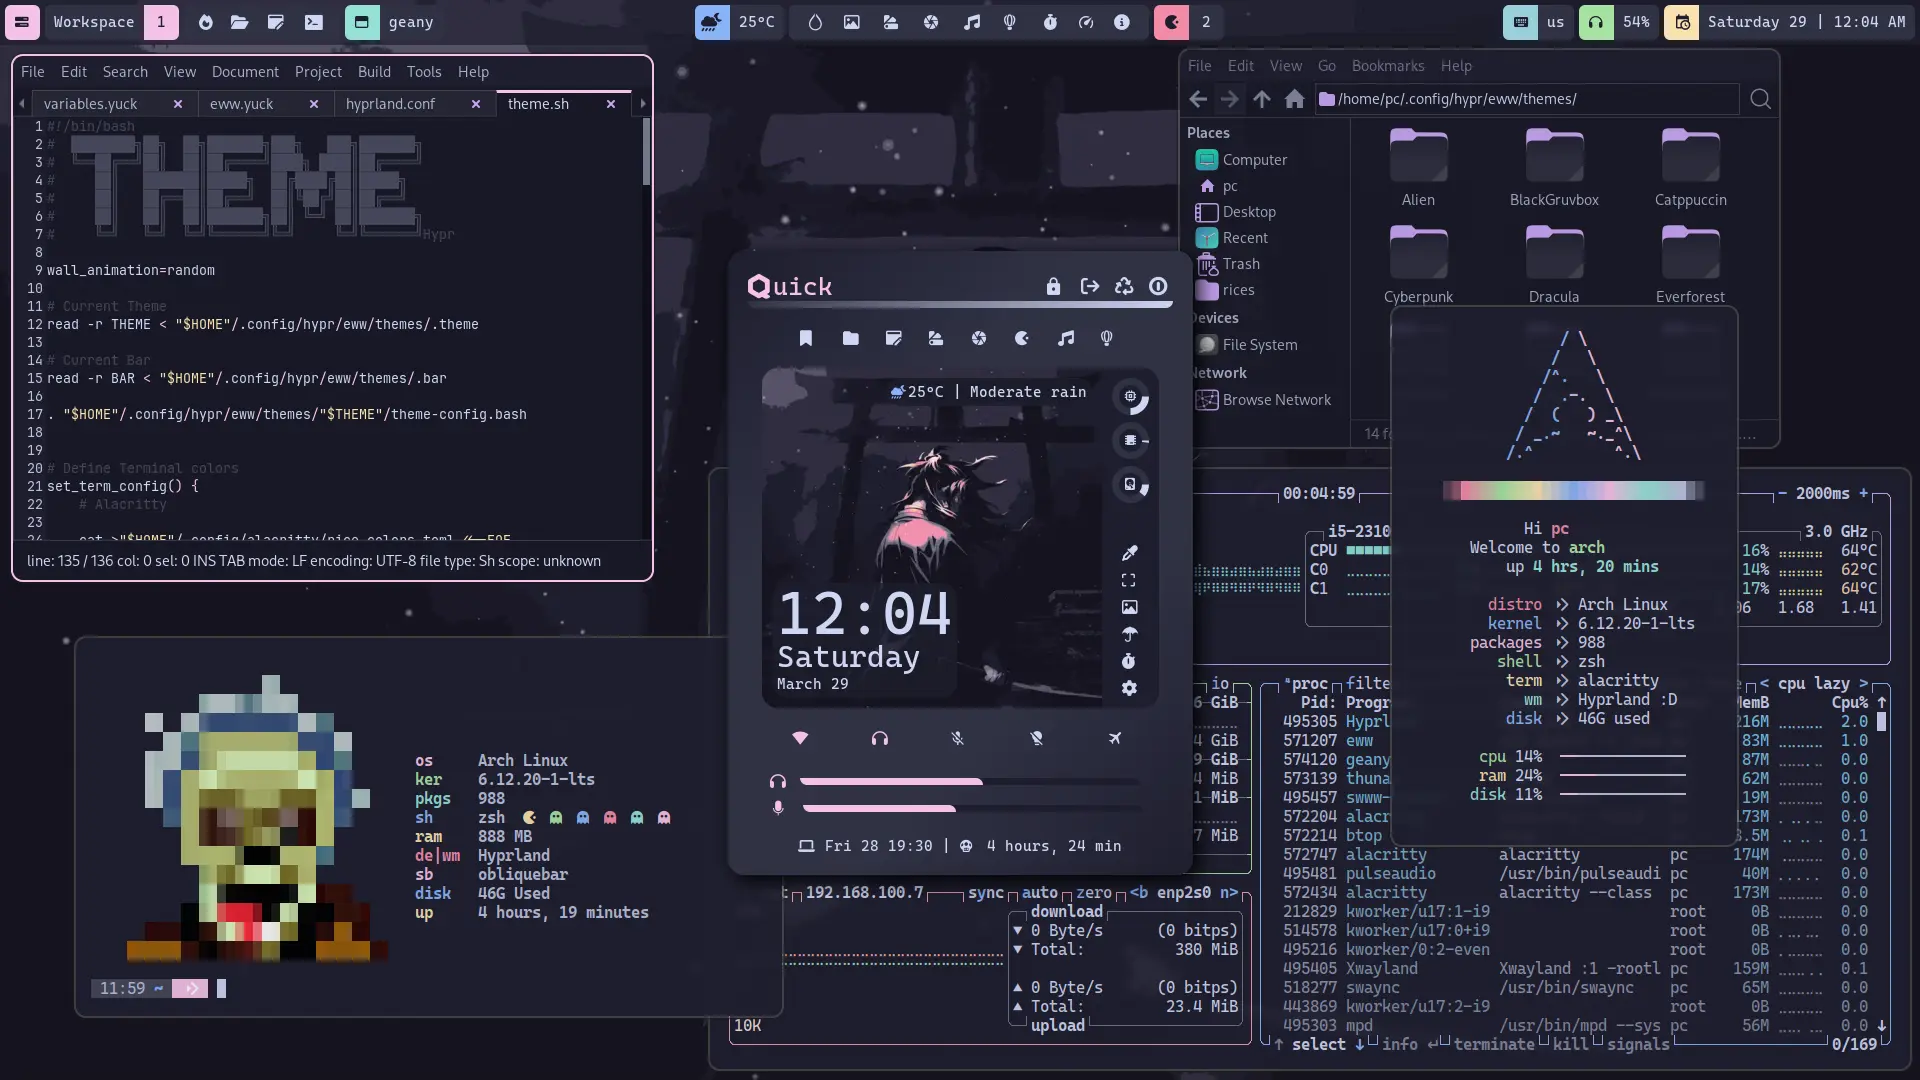 Workspace 1
geany
25°C
2
us
54%
Saturday 29 | 12:04 AM
File Edit Search View Document Project Build Tools Help
variables.yuck
eww.yuck
hyprland.conf
theme.sh
1 #!/bin/bash
2 #
3 #
4 #
5 #
6 #
7 #
THEME
Hypr
8
9 wall_animation=random
10
11 # Current Theme
12 read -r THEME < "$HOME"/.config/hypr/eww/themes/.theme
13
14 # Current Bar
15 read -r BAR < "$HOME"/.config/hypr/eww/themes/.bar
16
17 . "$HOME"/.config/hypr/eww/themes/"$THEME"/theme-config.bash
18
19
20 # Define Terminal colors
21 set_term_config() {
22 # Alacritty
23
line: 135 / 136 col: 0 sel: 0 INS TAB mode: LF encoding: UTF-8 file type: Sh scope: unknown
File Edit View Go Bookmarks Help
/home/pc/.config/hypr/eww/themes/
Places
Computer
pc
Desktop
Recent
Trash
rices
Devices
File System
Network
Browse Network
Alien
BlackGruvbox
Catppuccin
Cyberpunk
Dracula
Everforest
14
Quick
25°C | Moderate rain
12:04
Saturday
March 29
Fri 28 19:30 | 4 hours, 24 min
Hi pc
Welcome to arch
up 4 hrs, 20 mins
distro Arch Linux
kernel 6.12.20-1-lts
packages 988
shell zsh
term alacritty
wm Hyprland :D
disk 46G used
cpu 14%
ram 24%
disk 11%
os Arch Linux
ker 6.12.20-1-lts
pkgs 988
sh zsh
ram 888 MB
de|wm Hyprland
sb obliquebar
disk 46G Used
up 4 hours, 19 minutes
11:59 ~
00:04:59
- 2000ms +
i5-2310
3.0 GHz
CPU 16% 64°C
C0 14% 62°C
C1 17% 64°C
1.68 1.41
io
GiB
GiB
GiB
MiB
MiB
MiB
192.168.100.7 sync auto zero <b enp2s0 n>
download
▼ 0 Byte/s (0 bitps)
▼ Total: 380 MiB
▲ 0 Byte/s (0 bitps)
▲ Total: 23.4 MiB
upload
10K
⁴proc filte < cpu lazy >
Pid: Progr MemB Cpu% ↑
495305 Hyprl 216M 2.0
571207 eww 83M 1.0
574120 geany 87M 0.0
573139 thuna 62M 0.0
495457 swww- 19M 0.0
572204 alacr 173M 0.0
572214 btop 3.5M 0.1
572747 alacritty alacritty pc 174M 0.0
495481 pulseaudio /usr/bin/pulseaudi pc 40M 0.0
572434 alacritty alacritty --class pc 173M 0.0
212829 kworker/u17:1-i9 root 0B 0.0
514578 kworker/u17:0+i9 root 0B 0.0
495216 kworker/0:2-even root 0B 0.0
495405 Xwayland Xwayland :1 -rootl pc 159M 0.1
518277 swaync /usr/bin/swaync pc 65M 0.0
443869 kworker/u17:2-i9 root 0B 0.0
495303 mpd /usr/bin/mpd --sys pc 56M 0.0 ↓
↑ select ↓ info ↵ terminate kill signals 0/169